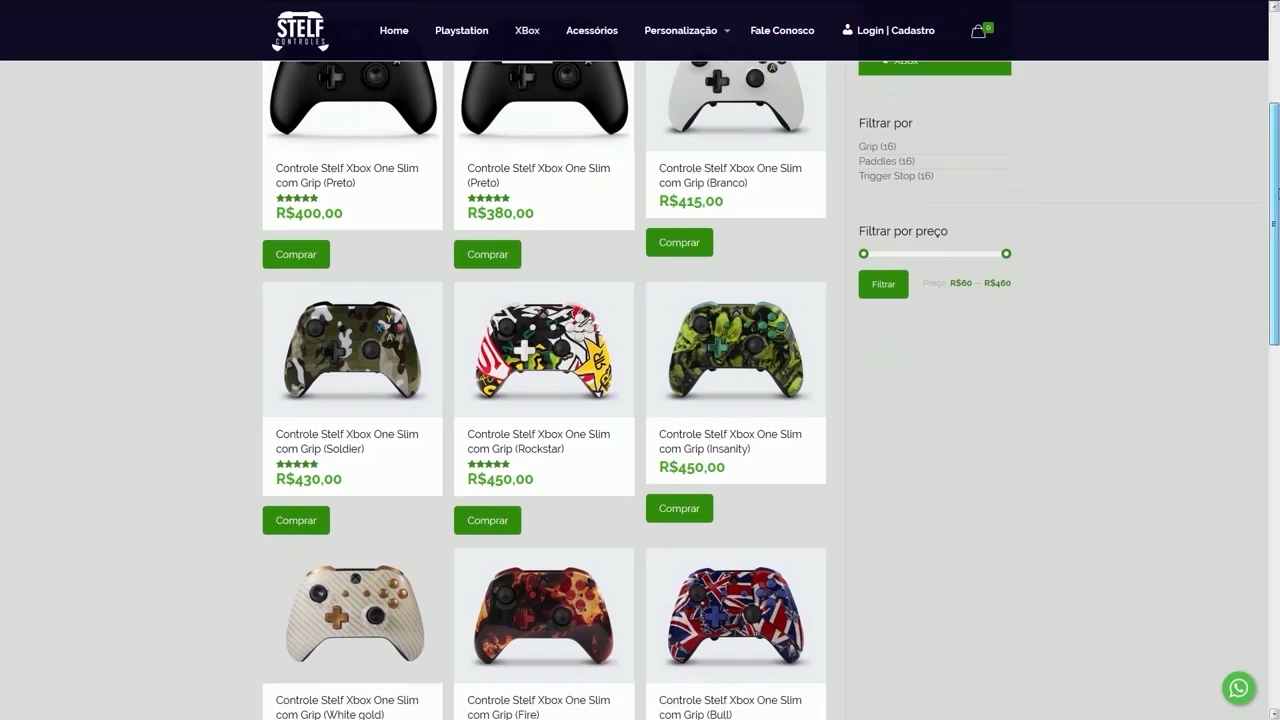 STELF
CONTROLES
Home
Playstation
XBox
Acessórios
Personalização
Fale Conosco
Login | Cadastro
0
XBox
Controle Stelf Xbox One Slim
com Grip (Preto)
R$400,00
Comprar
Controle Stelf Xbox One Slim
(Preto)
R$380,00
Comprar
Controle Stelf Xbox One Slim
com Grip (Branco)
R$415,00
Comprar
Filtrar por
Grip (16)
Paddles (16)
Trigger Stop (16)
Filtrar por preço
Filtrar
Preço: R$60 — R$460
Controle Stelf Xbox One Slim
com Grip (Soldier)
R$430,00
Comprar
Controle Stelf Xbox One Slim
com Grip (Rockstar)
R$450,00
Comprar
Controle Stelf Xbox One Slim
com Grip (Insanity)
R$450,00
Comprar
Controle Stelf Xbox One Slim
com Grip (White gold)
Controle Stelf Xbox One Slim
com Grip (Fire)
Controle Stelf Xbox One Slim
com Grip (Bull)